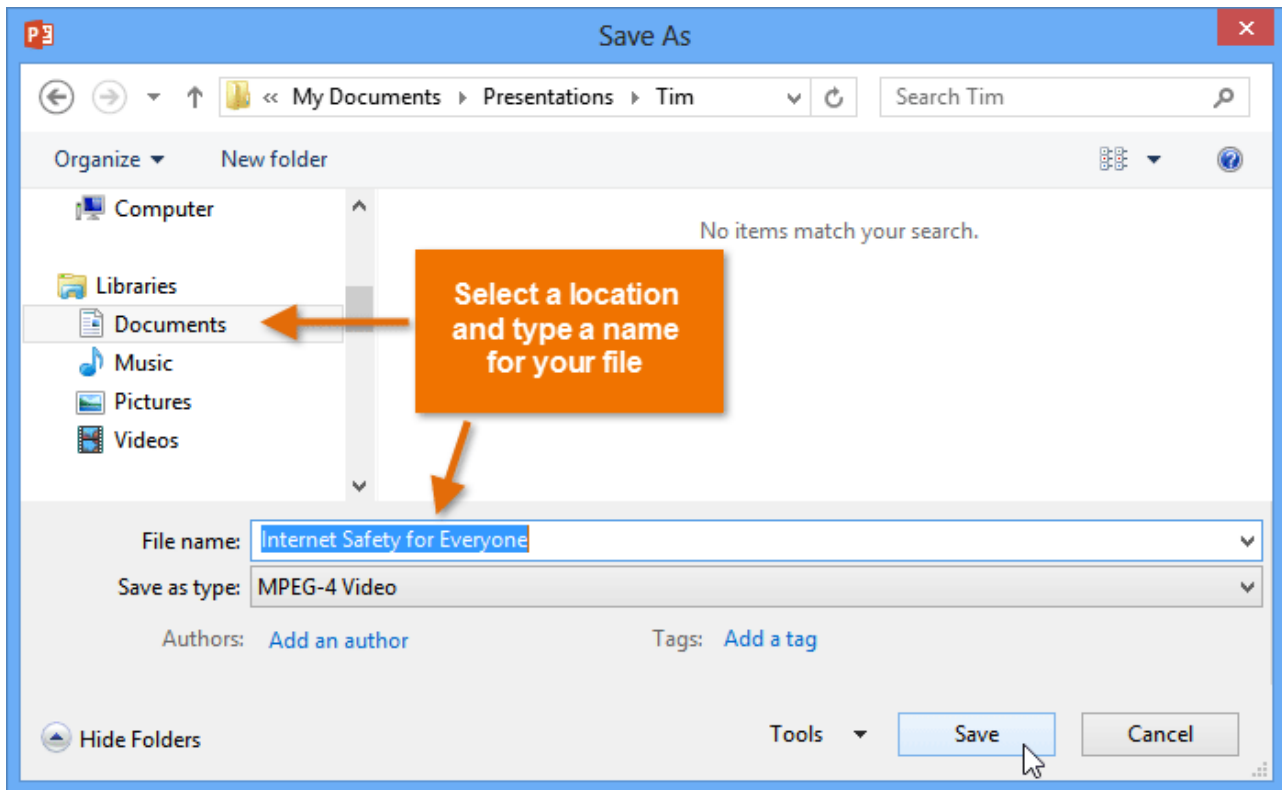 Save As
« My Documents ▸ Presentations ▸ Tim
Search Tim
Organize
New folder
Computer
No items match your search.
Libraries
Documents
Music
Pictures
Videos
Select a location
and type a name
for your file
File name: Internet Safety for Everyone
Save as type: MPEG-4 Video
Authors: Add an author
Tags: Add a tag
Hide Folders
Tools
Save
Cancel